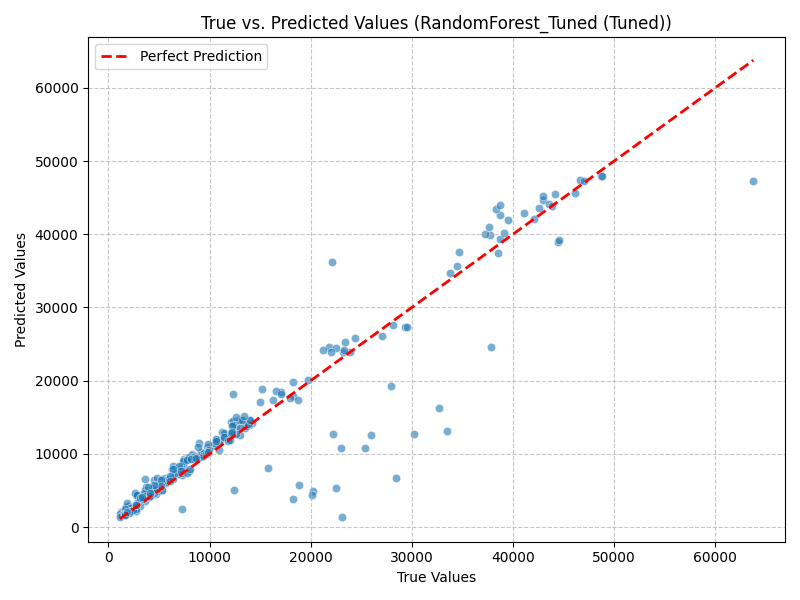 True vs. Predicted Values (RandomForest_Tuned (Tuned))
Perfect Prediction
Predicted Values
60000
50000
40000
30000
20000
10000
0
0 10000 20000 30000 40000 50000 60000
True Values